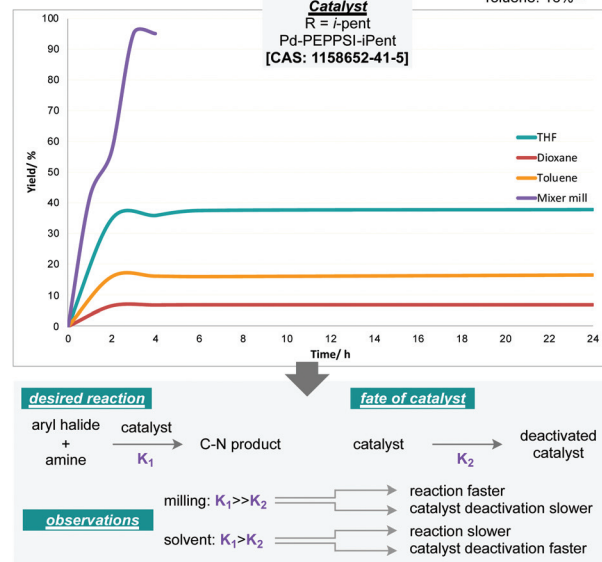 Toluene: 16%
Catalyst
R = i-pent
Pd-PEPPSI-iPent
[CAS: 1158652-41-5]
100
90
80
70
60
50
40
30
20
10
0
Yield/ %
THF
Dioxane
Toluene
Mixer mill
0 2 4 6 8 10 12 14 16 18 20 22 24
Time/ h
desired reaction
fate of catalyst
aryl halide
+
amine
catalyst
K₁
C-N product
catalyst
K₂
deactivated
catalyst
observations
milling: K₁>>K₂
reaction faster
catalyst deactivation slower
solvent: K₁>K₂
reaction slower
catalyst deactivation faster